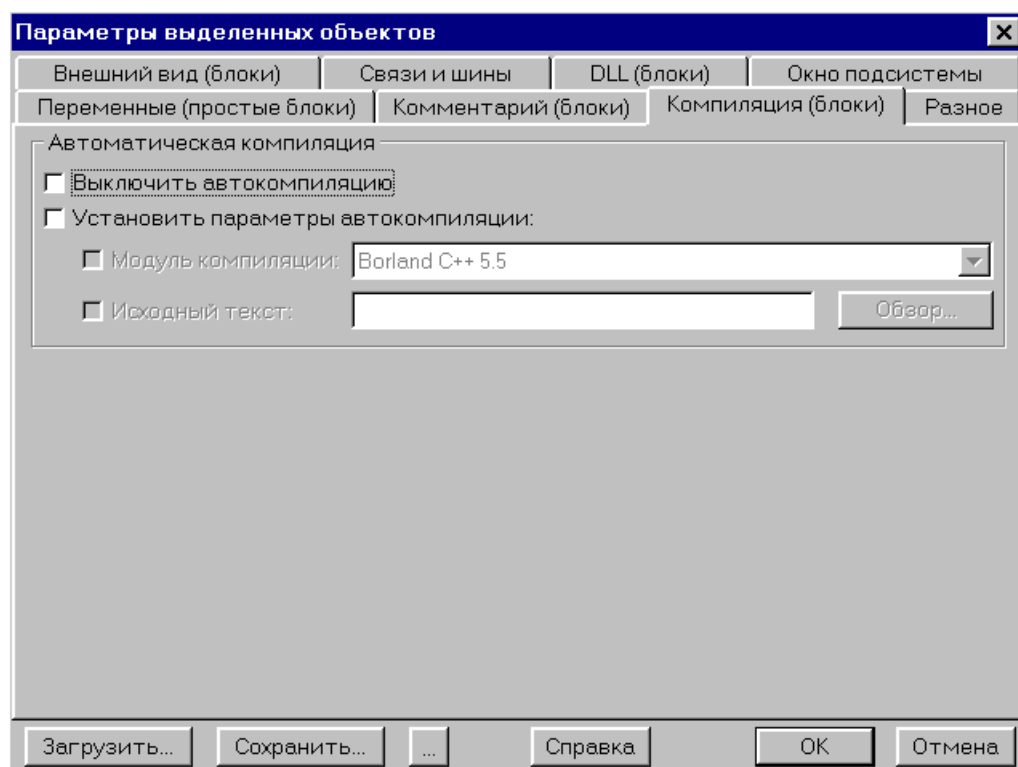 Параметры выделенных объектов
Внешний вид (блоки) Связи и шины DLL (блоки) Окно подсистемы
Переменные (простые блоки) Комментарий (блоки) Компиляция (блоки) Разное
Автоматическая компиляция
Выключить автокомпиляцию
Установить параметры автокомпиляции:
Модуль компиляции: Borland C++ 5.5
Исходный текст: Обзор...
Загрузить... Сохранить... ... Справка OK Отмена